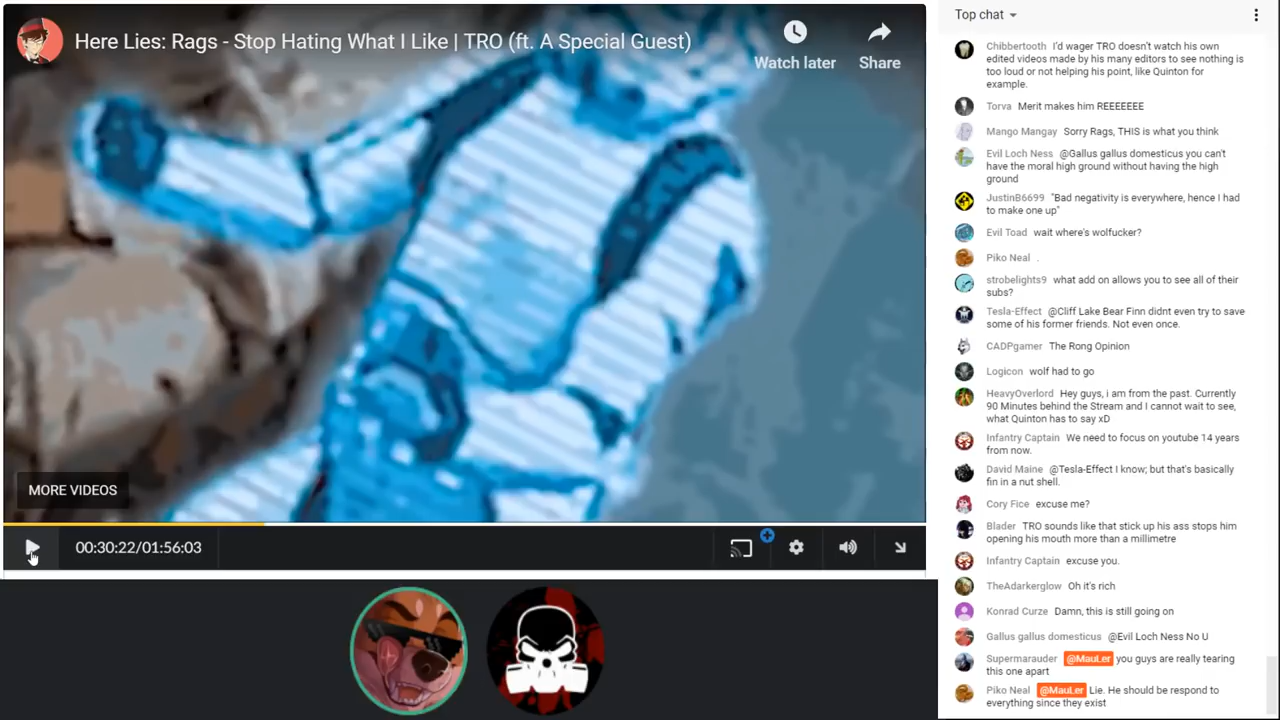 Here Lies: Rags - Stop Hating What I Like | TRO (ft. A Special Guest)
Watch later
Share
MORE VIDEOS
00:30:22/01:56:03
Top chat
Chibbertooth I'd wager TRO doesn't watch his own
edited videos made by his many editors to see nothing is
too loud or not helping his point, like Quinton for
example.
Torva Merit makes him REEEEEEE
Mango Mangay Sorry Rags, THIS is what you think
Evil Loch Ness @Gallus gallus domesticus you can't
have the moral high ground without having the high
ground
JustinB6699 "Bad negativity is everywhere, hence I had
to make one up"
Evil Toad wait where's wolfucker?
Piko Neal .
strobelights9 what add on allows you to see all of their
subs?
Tesla-Effect @Cliff Lake Bear Finn didnt even try to save
some of his former friends. Not even once.
CADPgamer The Rong Opinion
Logicon wolf had to go
HeavyOverlord Hey guys, i am from the past. Currently
90 Minutes behind the Stream and I cannot wait to see,
what Quinton has to say xD
Infantry Captain We need to focus on youtube 14 years
from now.
David Maine @Tesla-Effect I know; but that's basically
fin in a nut shell.
Cory Fice excuse me?
Blader TRO sounds like that stick up his ass stops him
opening his mouth more than a millimetre
Infantry Captain excuse you.
TheAdarkerglow Oh it's rich
Konrad Curze Damn, this is still going on
Gallus gallus domesticus @Evil Loch Ness No U
Supermarauder @MauLer you guys are really tearing
this one apart
Piko Neal @MauLer Lie. He should be respond to
everything since they exist